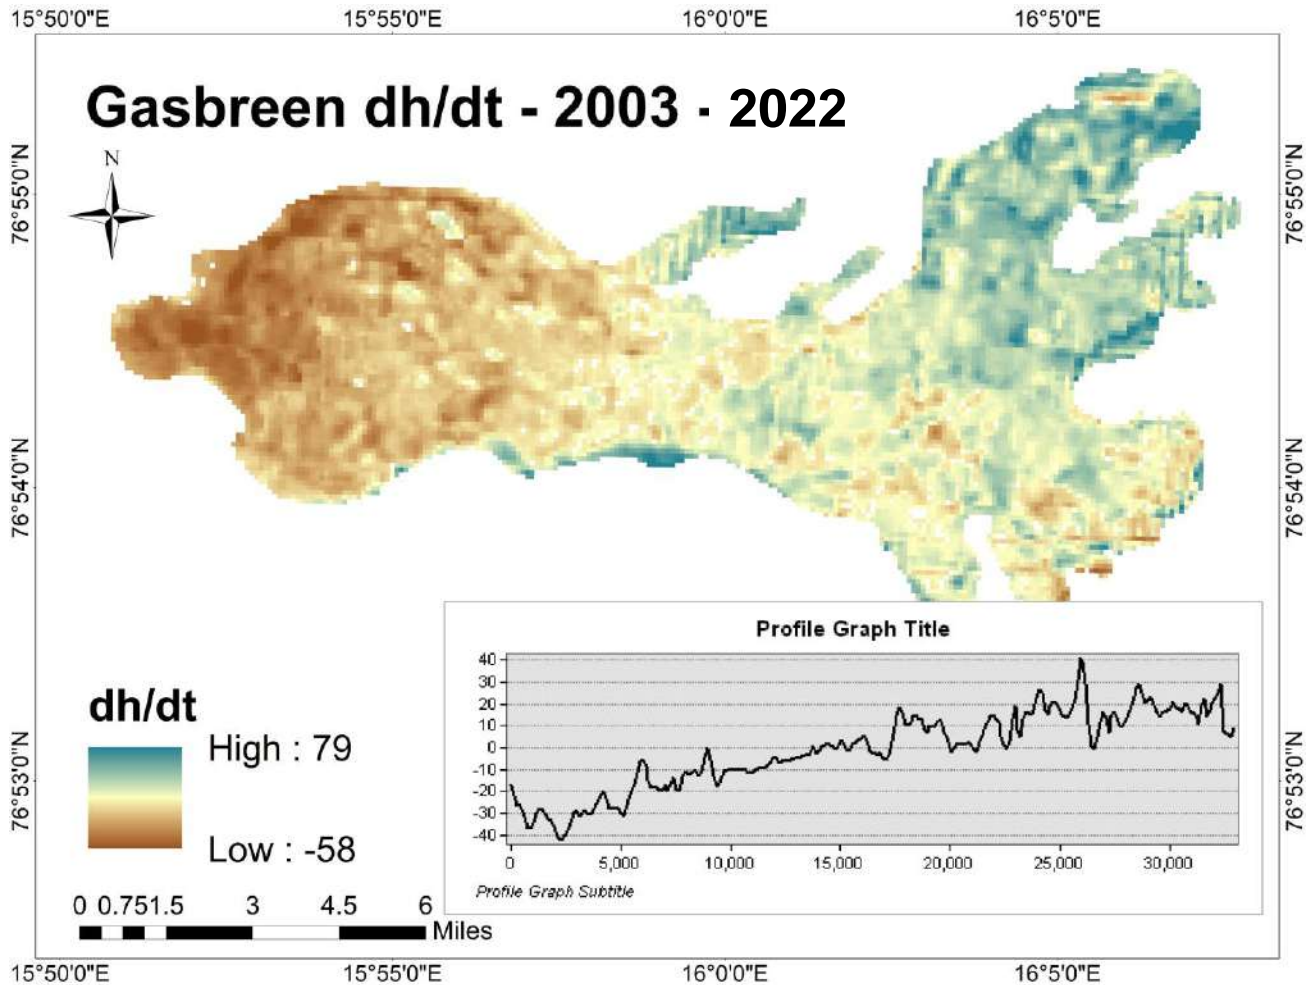 15°50'0"E 15°55'0"E 16°0'0"E 16°5'0"E
Gasbreen dh/dt - 2003 - 2022
N
76°55'0"N 76°55'0"N
76°54'0"N 76°54'0"N
76°53'0"N 76°53'0"N
Profile Graph Title
40
30
20
10
0
-10
-20
-30
-40
0 5,000 10,000 15,000 20,000 25,000 30,000
Profile Graph Subtitle
dh/dt
High : 79
Low : -58
0 0.751.5 3 4.5 6
Miles
15°50'0"E 15°55'0"E 16°0'0"E 16°5'0"E